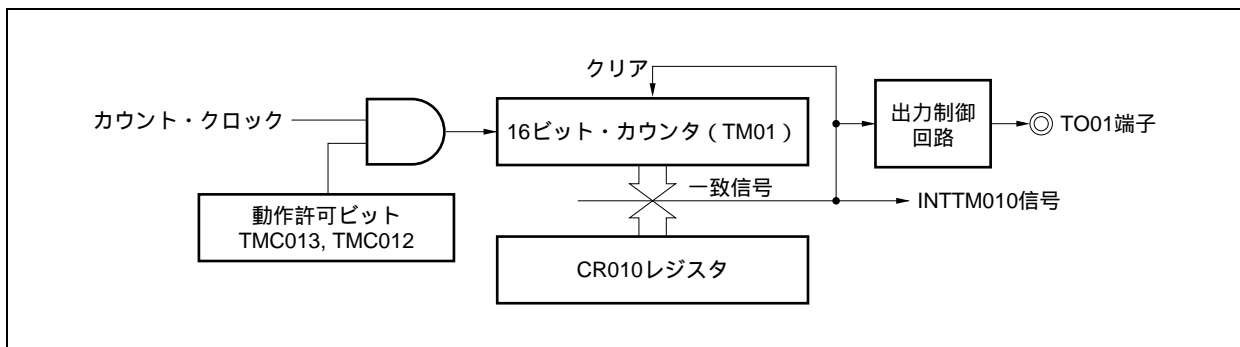 クリア
カウント・クロック
16ビット・カウンタ（TM01）
出力制御
回路
TO01端子
一致信号
INTTM010信号
動作許可ビット
TMC013, TMC012
CR010レジスタ